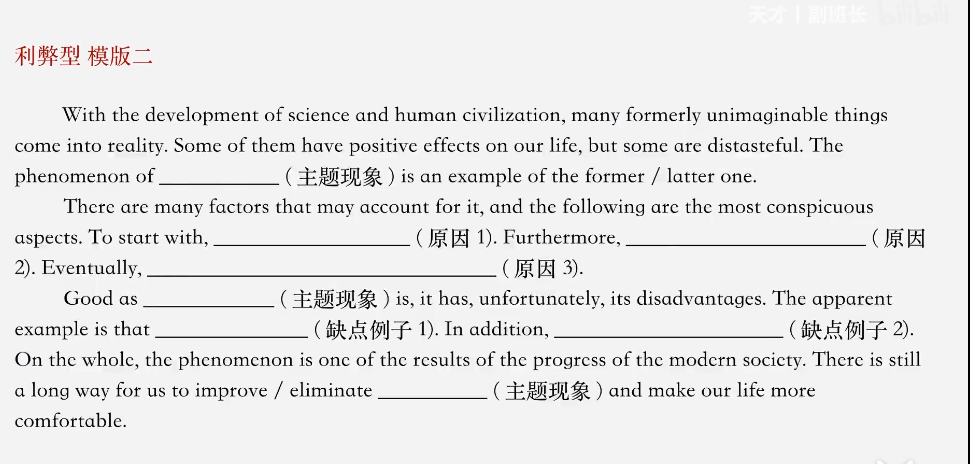 天才 | 副班长 bilibili
利弊型 模版二
With the development of science and human civilization, many formerly unimaginable things
come into reality. Some of them have positive effects on our life, but some are distasteful. The
phenomenon of ____________ ( 主题现象 ) is an example of the former / latter one.
There are many factors that may account for it, and the following are the most conspicuous
aspects. To start with, ____________________ ( 原因 1). Furthermore, ________________________ ( 原因
2). Eventually, ___________________________________ ( 原因 3).
Good as _____________ ( 主题现象 ) is, it has, unfortunately, its disadvantages. The apparent
example is that _______________ ( 缺点例子 1). In addition, _______________________ ( 缺点例子 2).
On the whole, the phenomenon is one of the results of the progress of the modern society. There is still
a long way for us to improve / eliminate ___________ ( 主题现象 ) and make our life more
comfortable.